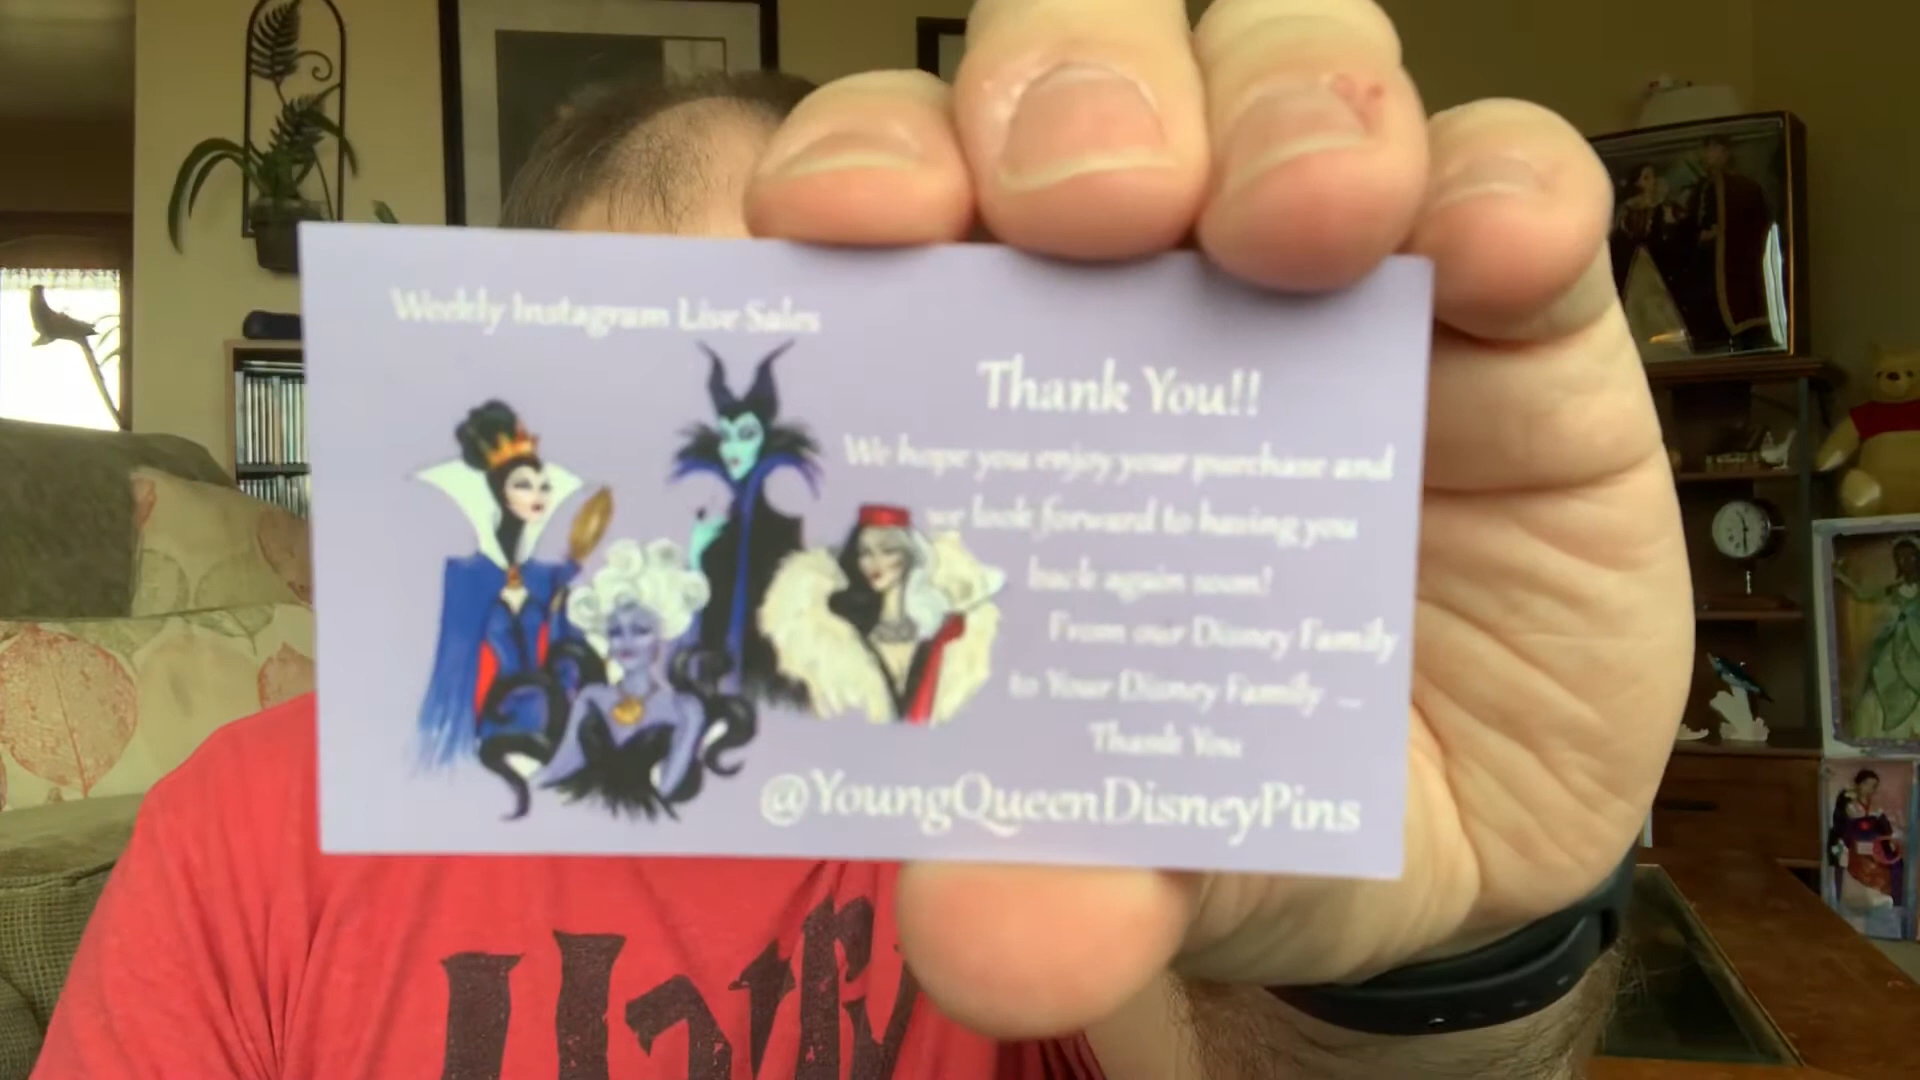 Weekly Instagram Live Sales
Thank You!!
We hope you enjoy your purchase and
we look forward to having you
back again soon!
From our Disney Family
to Your Disney Family ...
Thank You
@YoungQueenDisneyPins
Harry